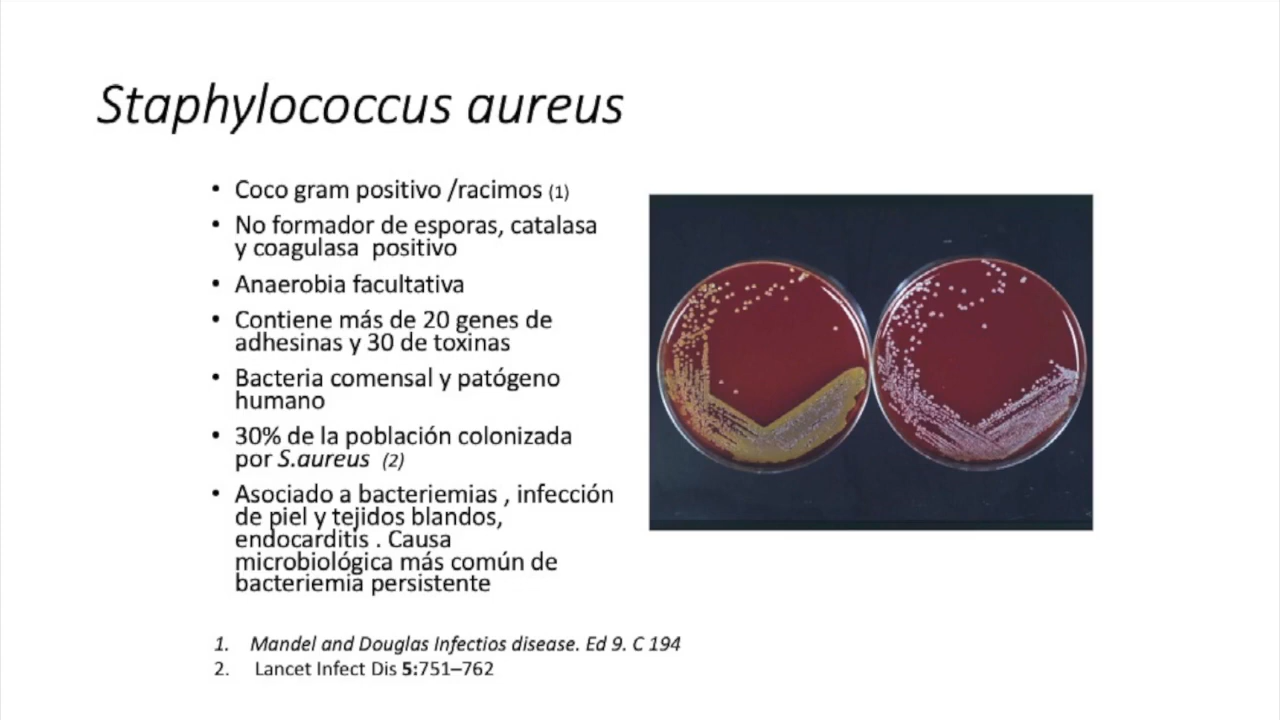 Staphylococcus aureus
• Coco gram positivo /racimos (1)
• No formador de esporas, catalasa
y coagulasa  positivo
• Anaerobia facultativa
• Contiene más de 20 genes de
adhesinas y 30 de toxinas
• Bacteria comensal y patógeno
humano
• 30% de la población colonizada
por S.aureus  (2)
• Asociado a bacteriemias , infección
de piel y tejidos blandos,
endocarditis . Causa
microbiológica más común de
bacteriemia persistente
1. Mandel and Douglas Infectios disease. Ed 9. C 194
2. Lancet Infect Dis 5:751–762